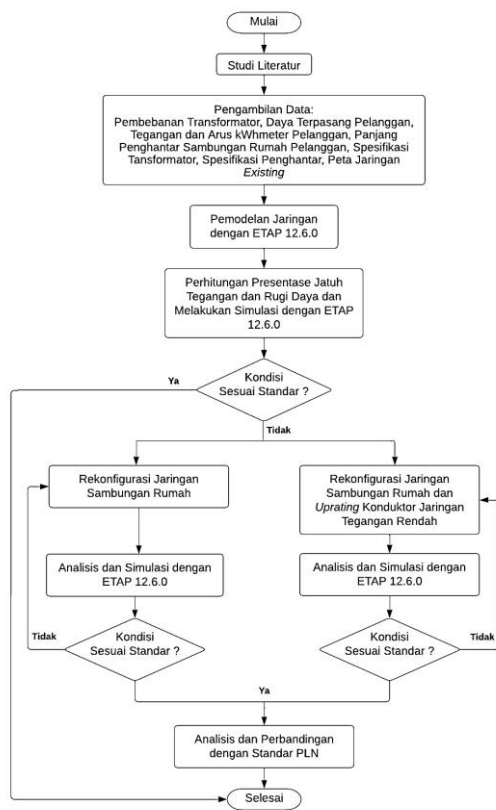 Mulai
Studi Literatur
Pengambilan Data:
Pembebanan Transformator, Daya Terpasang Pelanggan,
Tegangan dan Arus kWhmeter Pelanggan, Panjang
Penghantar Sambungan Rumah Pelanggan, Spesifikasi
Tansformator, Spesifikasi Penghantar, Peta Jaringan
Existing
Pemodelan Jaringan
dengan ETAP 12.6.0
Perhitungan Presentase Jatuh
Tegangan dan Rugi Daya dan
Melakukan Simulasi dengan ETAP
12.6.0
Ya
Kondisi
Sesuai Standar ?
Tidak
Rekonfigurasi Jaringan
Sambungan Rumah
Rekonfigurasi Jaringan
Sambungan Rumah dan
Uprating Konduktor Jaringan
Tegangan Rendah
Analisis dan Simulasi dengan
ETAP 12.6.0
Analisis dan Simulasi dengan
ETAP 12.6.0
Tidak
Kondisi
Sesuai Standar ?
Kondisi
Sesuai Standar ?
Tidak
Ya
Analisis dan Perbandingan
dengan Standar PLN
Selesai